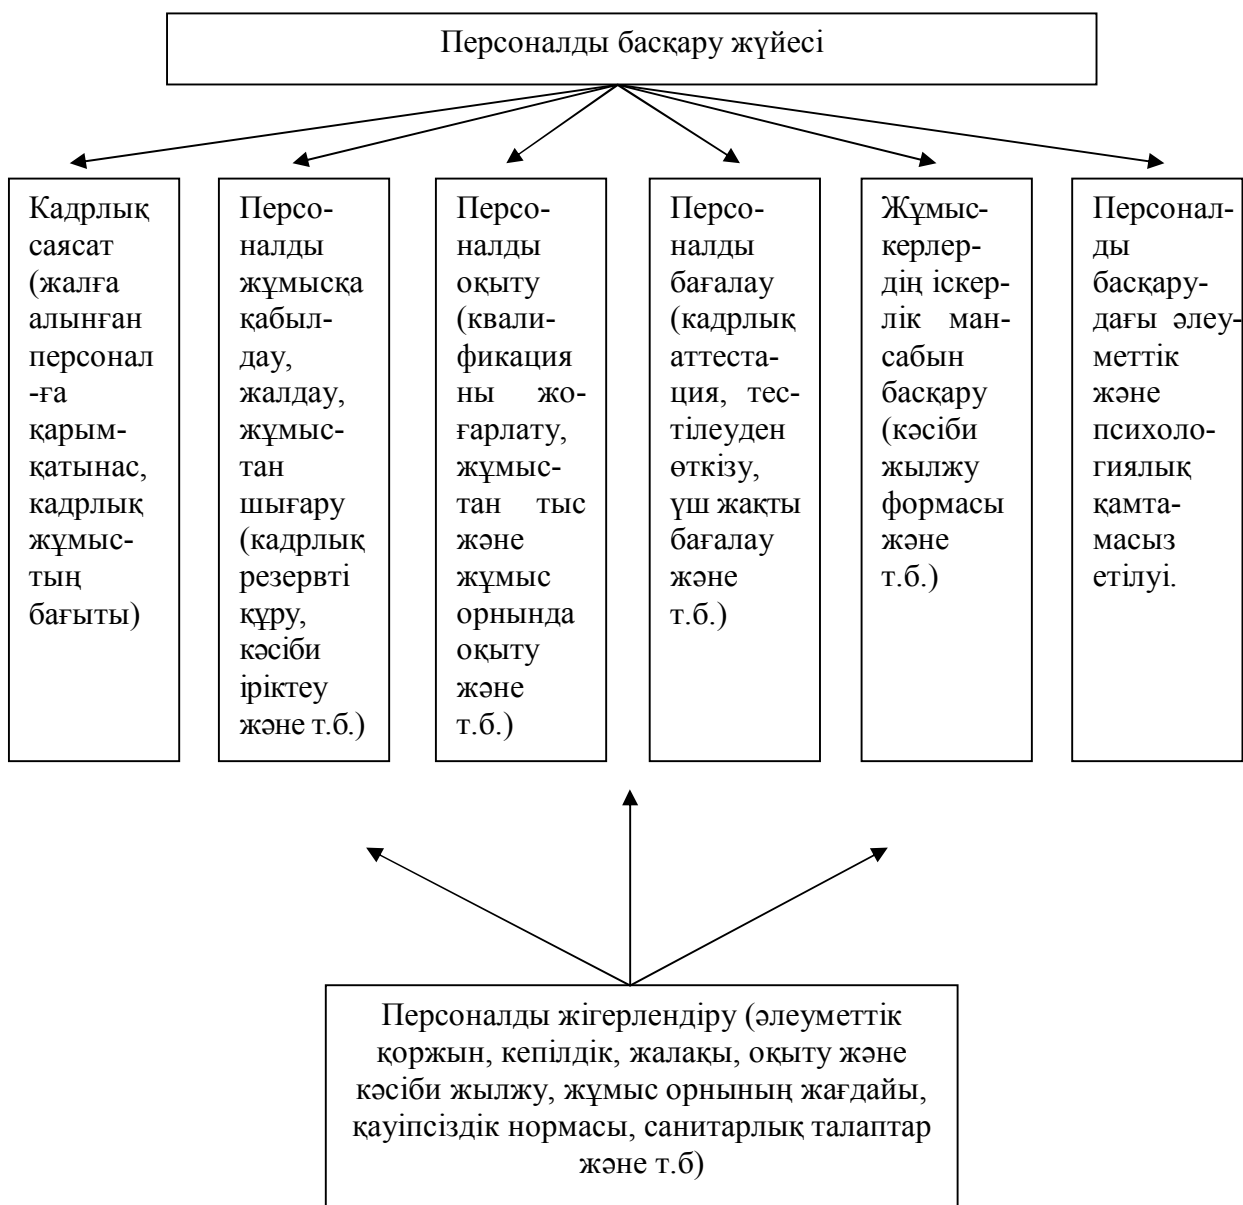 Персоналды басқару жүйесі
Кадрлық
саясат
(жалға
алынған
персонал
-ға
қарым-
қатынас,
кадрлық
жұмыс-
тың
бағыты)
Персо-
налды
жұмысқа
қабыл-
дау,
жалдау,
жұмыс-
тан
шығару
(кадрлық
резервті
құру,
кәсіби
іріктеу
және т.б.)
Персо-
налды
оқыту
(квали-
фикация
ны жо-
ғарлату,
жұмыс-
тан тыс
және
жұмыс
орнында
оқыту
және
т.б.)
Персо-
налды
бағалау
(кадрлық
аттеста-
ция, тес-
тілеуден
өткізу,
үш жақты
бағалау
және
т.б.)
Жұмыс-
керлер-
дің іскер-
лік ман-
сабын
басқару
(кәсіби
жылжу
формасы
және
т.б.)
Персонал-
ды
басқару-
дағы әлеу-
меттік
және
психоло-
гиялық
қамта-
масыз
етілуі.
Персоналды жігерлендіру (әлеуметтік
қоржын, кепілдік, жалақы, оқыту және
кәсіби жылжу, жұмыс орнының жағдайы,
қауіпсіздік нормасы, санитарлық талаптар
және т.б)